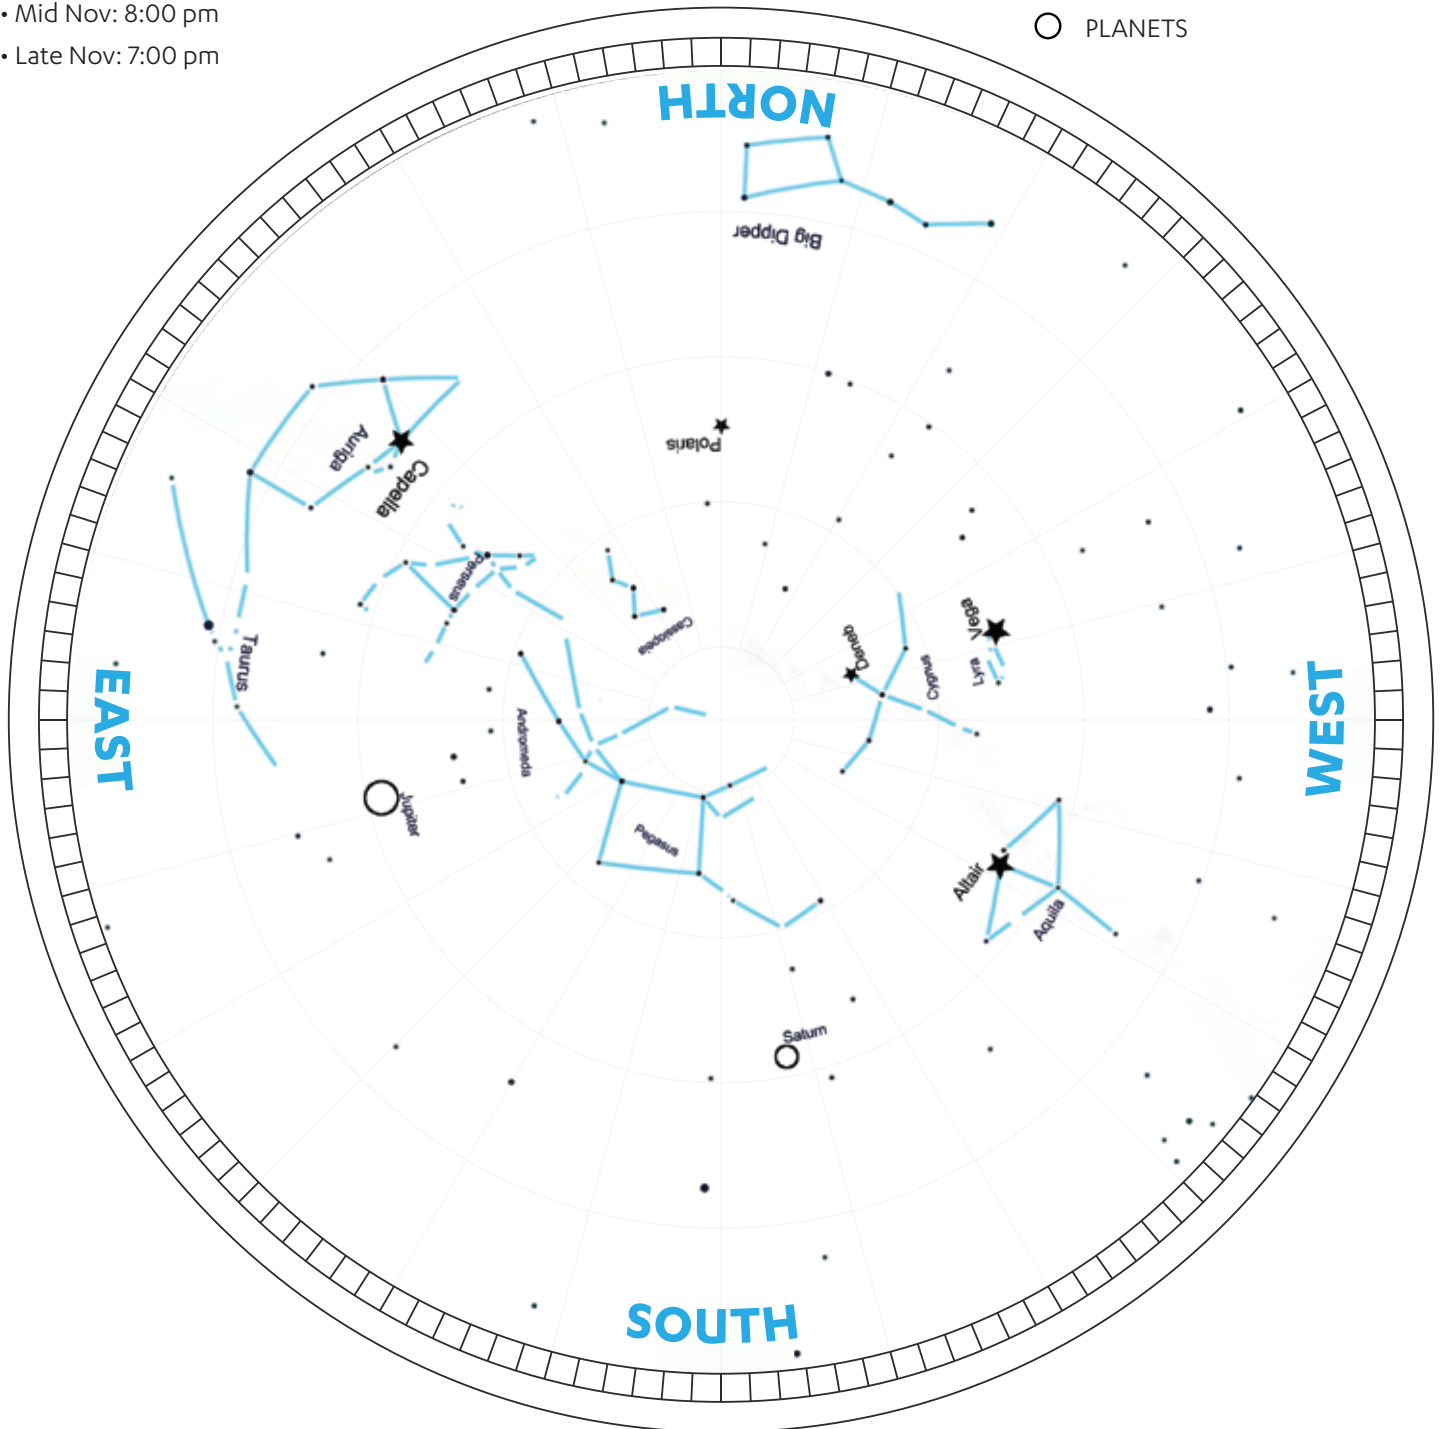 • Mid Nov: 8:00 pm
• Late Nov: 7:00 pm
PLANETS
NORTH
Big Dipper
Auriga
Capella
Polaris
Perseus
Cassiopeia
Vega
Lyra
Deneb
Cygnus
Taurus
EAST
WEST
Andromeda
Jupiter
Pegasus
Altair
Aquila
Saturn
SOUTH